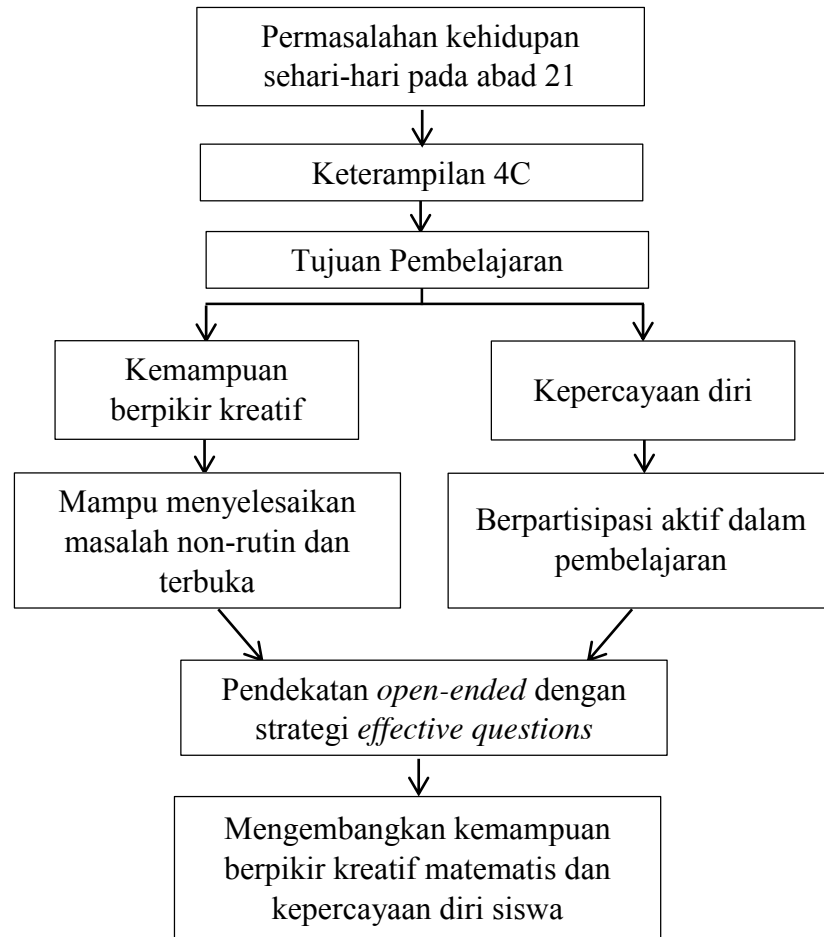 Permasalahan kehidupan
sehari-hari pada abad 21
Keterampilan 4C
Tujuan Pembelajaran
Kemampuan
berpikir kreatif
Kepercayaan diri
Mampu menyelesaikan
masalah non-rutin dan
terbuka
Berpartisipasi aktif dalam
pembelajaran
Pendekatan open-ended dengan
strategi effective questions
Mengembangkan kemampuan
berpikir kreatif matematis dan
kepercayaan diri siswa